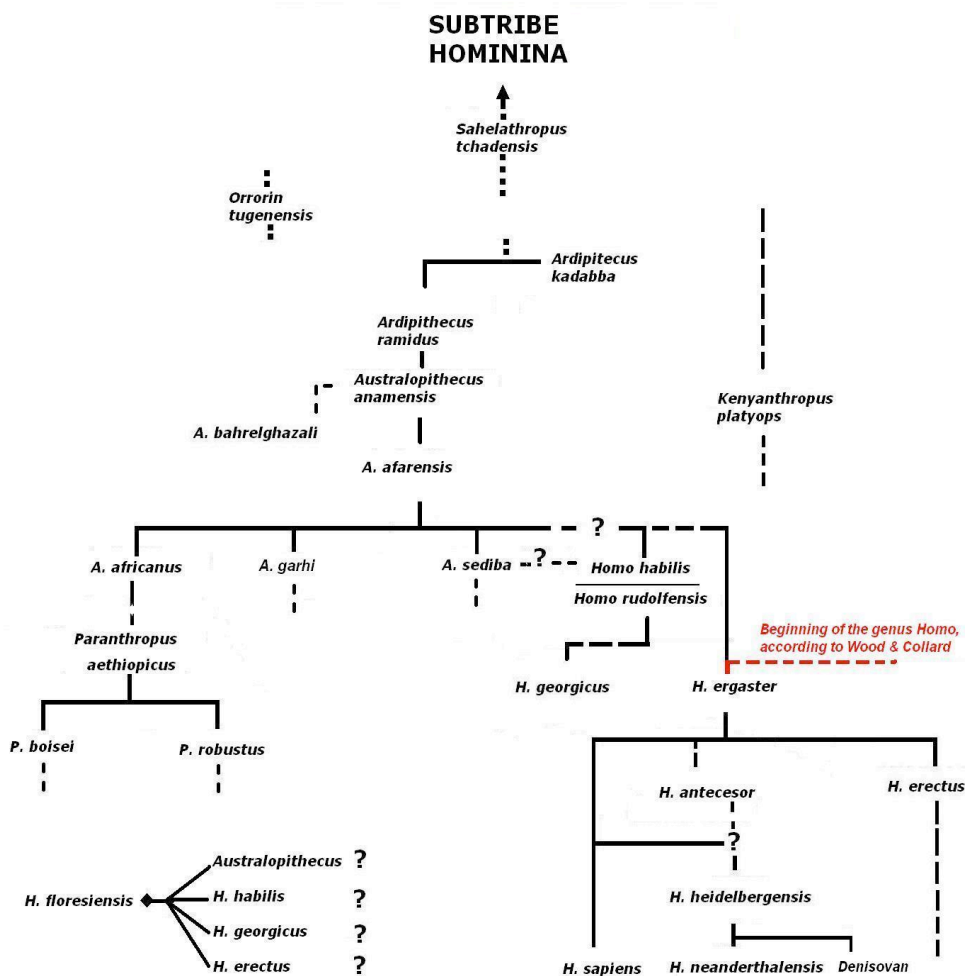 SUBTRIBE
HOMININA
Sahelathropus
tchadensis
Orrorin
tugenensis
Ardipitecus
kadabba
Ardipithecus
ramidus
Australopithecus
anamensis
Kenyanthropus
platyops
A. bahrelghazali
A. afarensis
?
A. africanus
A. garhi
A. sediba
?
Homo habilis
Homo rudolfensis
Paranthropus
aethiopicus
Beginning of the genus Homo,
according to Wood & Collard
H. georgicus
H. ergaster
P. boisei
P. robustus
H. antecesor
H. erectus
?
H. floresiensis
Australopithecus ?
H. habilis ?
H. georgicus ?
H. erectus ?
H. heidelbergensis
H. sapiens
H. neanderthalensis
Denisovan